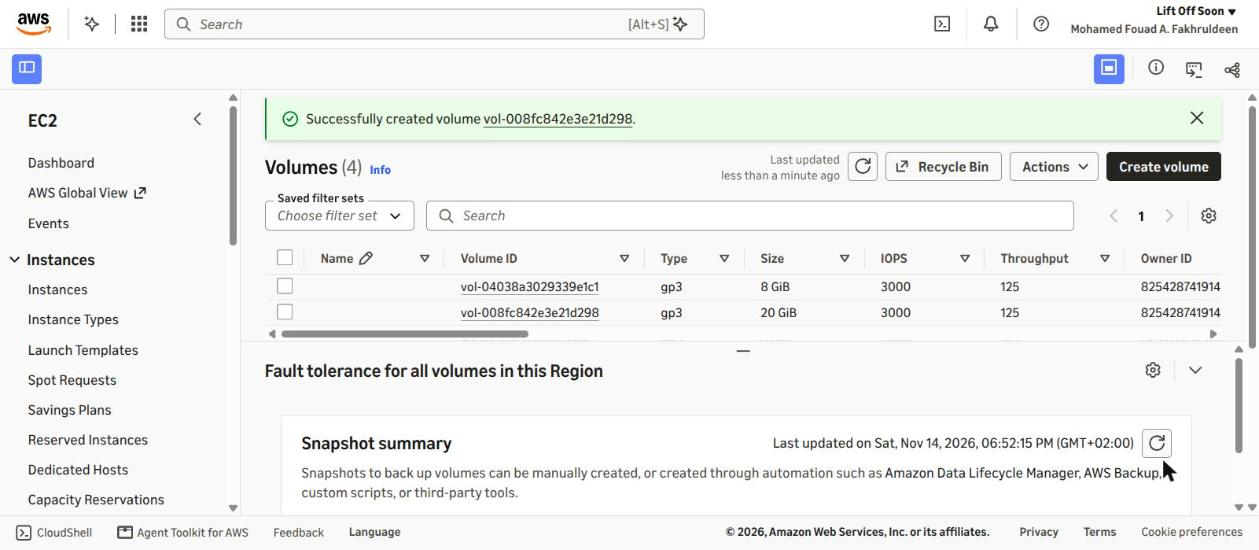 aws
Search [Alt+S]
Lift Off Soon
Mohamed Fouad A. Fakhruldeen
EC2
Dashboard
AWS Global View
Events
Instances
Instances
Instance Types
Launch Templates
Spot Requests
Savings Plans
Reserved Instances
Dedicated Hosts
Capacity Reservations
Successfully created volume vol-008fc842e3e21d298.
Volumes (4) Info
Last updated
less than a minute ago
Recycle Bin
Actions
Create volume
Saved filter sets
Choose filter set
Search
1
Name Volume ID Type Size IOPS Throughput Owner ID
vol-04038a3029339e1c1 gp3 8 GiB 3000 125 825428741914
vol-008fc842e3e21d298 gp3 20 GiB 3000 125 825428741914
Fault tolerance for all volumes in this Region
Snapshot summary
Last updated on Sat, Nov 14, 2026, 06:52:15 PM (GMT+02:00)
Snapshots to back up volumes can be manually created, or created through automation such as Amazon Data Lifecycle Manager, AWS Backup,
custom scripts, or third-party tools.
CloudShell Agent Toolkit for AWS Feedback Language © 2026, Amazon Web Services, Inc. or its affiliates. Privacy Terms Cookie preferences